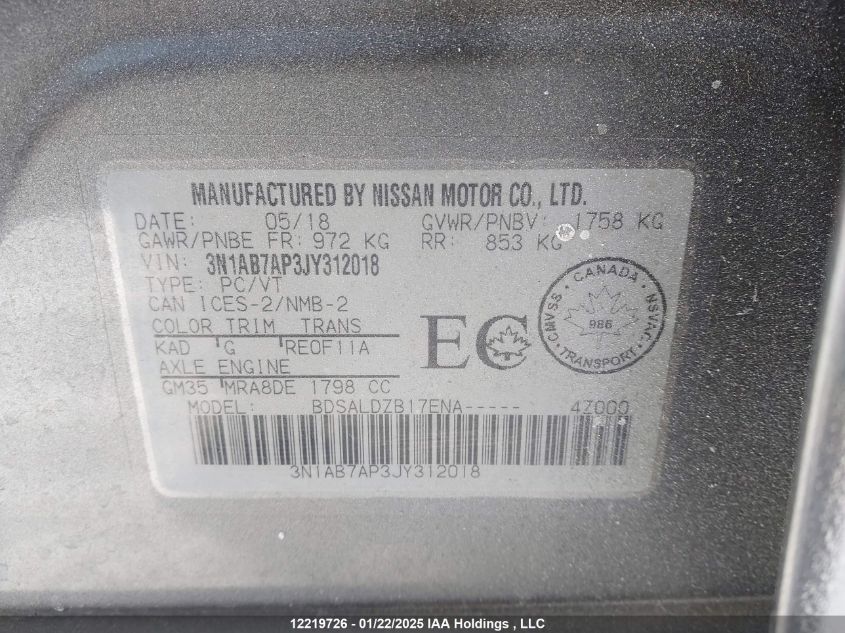 MANUFACTURED BY NISSAN MOTOR CO., LTD.
DATE: 05/18 GVWR/PNBV: 1758 KG
GAWR/PNBE FR: 972 KG RR: 853 KG
VIN: 3N1AB7AP3JY312018
TYPE: PC/VT
CAN ICES-2/NMB-2
COLOR TRIM TRANS
KAD G RE0F11A
AXLE ENGINE
GM35 MRA8DE 1798 CC
EC
CANADA
CMVSS NSVAC
986
TRANSPORT
MODEL: BDSALDZB17ENA----- 4Z000
3N1AB7AP3JY312018
12219726 - 01/22/2025 IAA Holdings , LLC